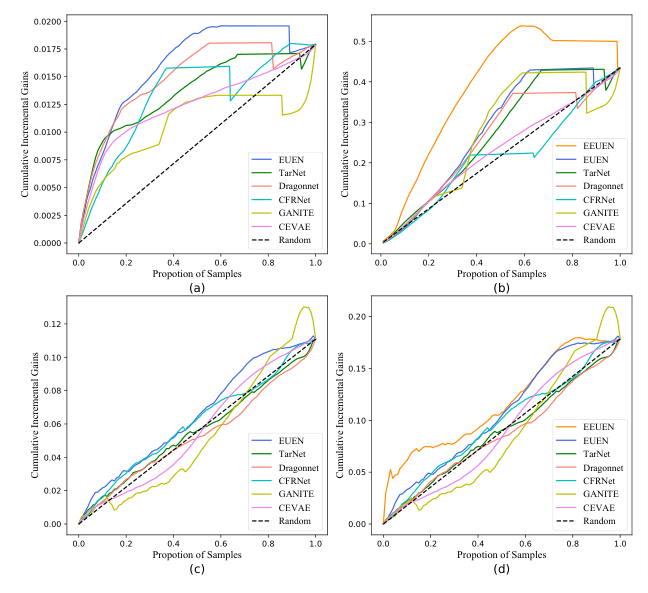 Cumulative Incremental Gains
0.0200
0.0175
0.0150
0.0125
0.0100
0.0075
0.0050
0.0025
0.0000
EUEN
TarNet
Dragonnet
CFRNet
GANITE
CEVAE
Random
0.0 0.2 0.4 0.6 0.8 1.0
Propotion of Samples
(a)
Cumulative Incremental Gains
0.5
0.4
0.3
0.2
0.1
0.0
EEUEN
EUEN
TarNet
Dragonnet
CFRNet
GANITE
CEVAE
Random
0.0 0.2 0.4 0.6 0.8 1.0
Propotion of Samples
(b)
Cumulative Incremental Gains
0.12
0.10
0.08
0.06
0.04
0.02
0.00
EUEN
TarNet
Dragonnet
CFRNet
GANITE
CEVAE
Random
0.0 0.2 0.4 0.6 0.8 1.0
Propotion of Samples
(c)
Cumulative Incremental Gains
0.20
0.15
0.10
0.05
0.00
EEUEN
EUEN
TarNet
Dragonnet
CFRNet
GANITE
CEVAE
Random
0.0 0.2 0.4 0.6 0.8 1.0
Propotion of Samples
(d)